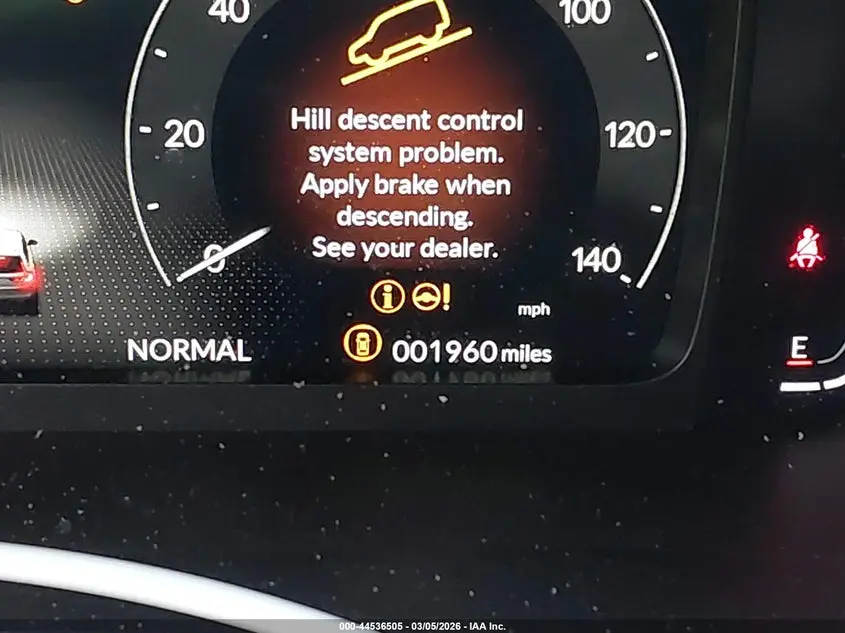 40
100
Hill descent control
system problem.
Apply brake when
descending.
See your dealer.
20
120
0
140
mph
NORMAL
001960 miles
E
000-44536505 - 03/05/2026 - IAA Inc.